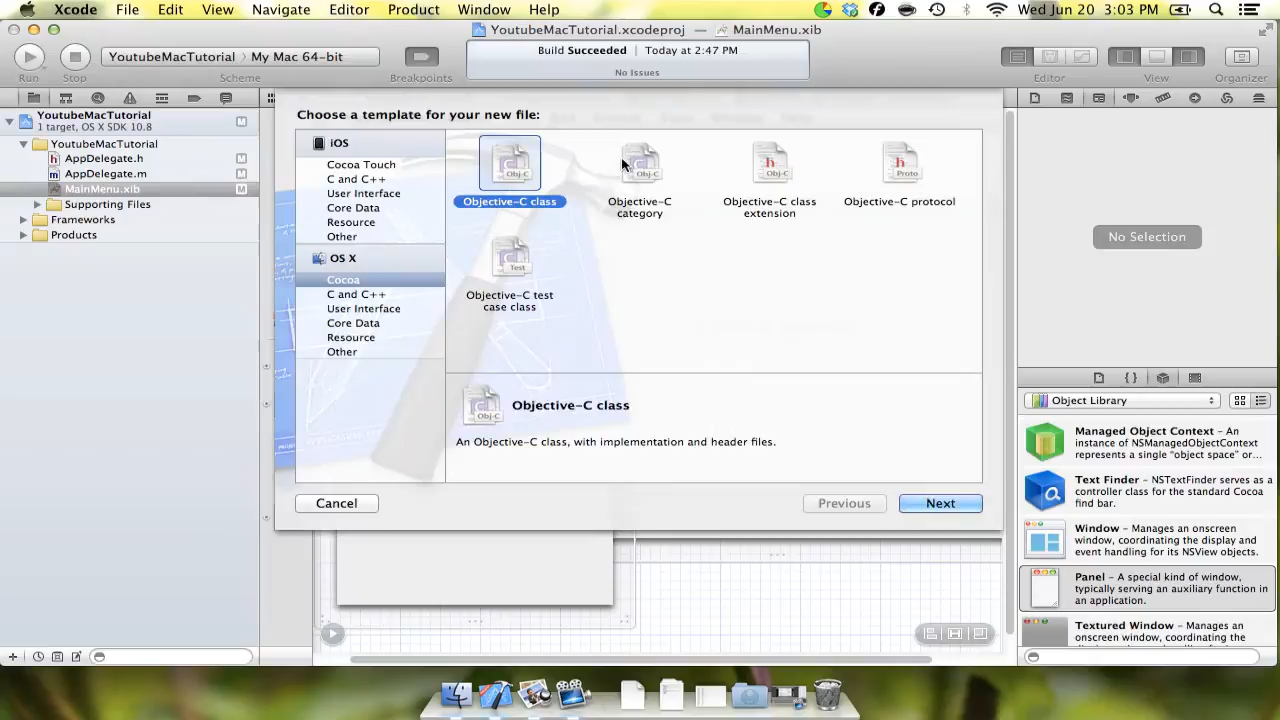 Xcode File Edit View Navigate Editor Product Window Help
Wed Jun 20 3:03 PM
YoutubeMacTutorial.xcodeproj — MainMenu.xib
YoutubeMacTutorial › My Mac 64-bit
Build Succeeded | Today at 2:47 PM
No Issues
Run Stop Scheme Breakpoints Editor View Organizer
YoutubeMacTutorial M
1 target, OS X SDK 10.8
YoutubeMacTutorial
AppDelegate.h M
AppDelegate.m M
MainMenu.xib M
Supporting Files
Frameworks
Products
Choose a template for your new file:
iOS
Cocoa Touch
C and C++
User Interface
Core Data
Resource
Other
OS X
Cocoa
C and C++
User Interface
Core Data
Resource
Other
Obj-C
Objective-C class
Obj-C
Objective-C
category
h
Obj-C
Objective-C class
extension
h
Proto
Objective-C protocol
Test
Objective-C test
case class
Obj-C
Objective-C class
An Objective-C class, with implementation and header files.
Cancel
Previous
Next
No Selection
Object Library
Managed Object Context - An
instance of NSManagedObjectContext
represents a single "object space" or...
Text Finder - NSTextFinder serves as a
controller class for the standard Cocoa
find bar.
Window - Manages an onscreen
window, coordinating the display and
event handling for its NSView objects.
Panel - A special kind of window,
typically serving an auxiliary function in
an application.
Textured Window - Manages an
onscreen window, coordinating the